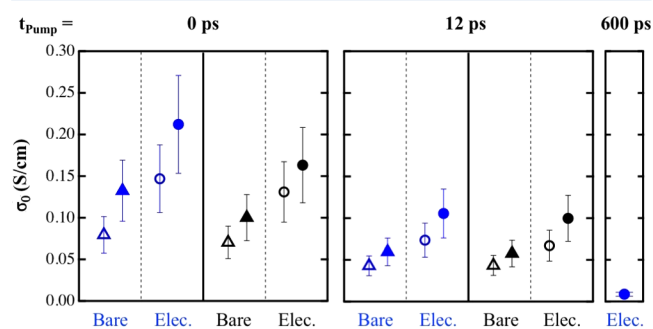 t_Pump = 0 ps 12 ps 600 ps
0.30
0.25
0.20
0.15
0.10
0.05
0.00
σ₀ (S/cm)
Bare Elec. Bare Elec. Bare Elec. Bare Elec. Elec.